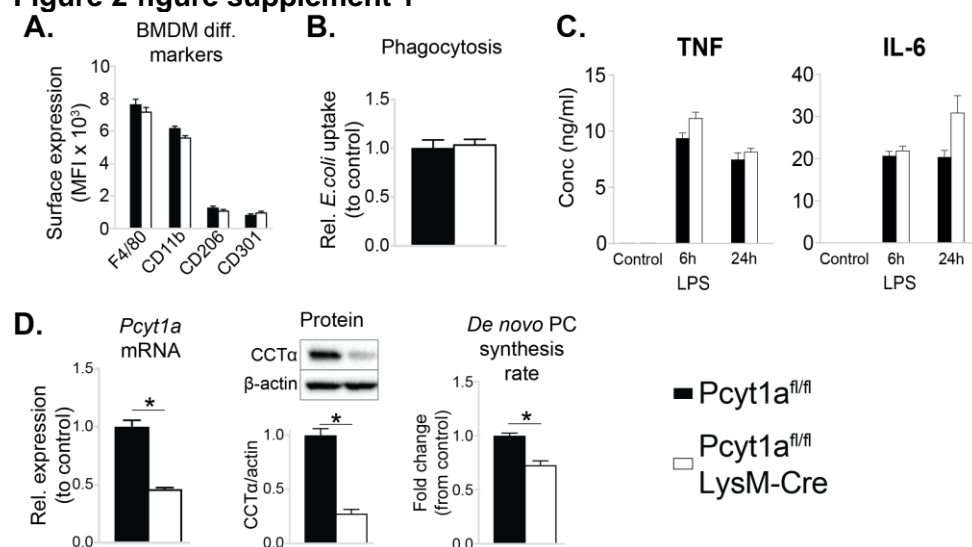 Figure 2 figure supplement 1
A.
BMDM diff.
markers
Surface expression
(MFI x 10³)
10
8
6
4
2
0
F4/80
CD11b
CD206
CD301
B.
Phagocytosis
Rel. E.coli uptake
(to control)
1.5
1.0
0.5
0.0
C.
TNF
Conc (ng/ml)
15
10
5
0
Control
6h
24h
LPS
IL-6
40
30
20
10
0
Control
6h
24h
LPS
D.
Pcyt1a
mRNA
Rel. expression
(to control)
1.5
1.0
0.5
0.0
*
Protein
CCTα
β-actin
CCTα/actin
1.0
0.5
0.0
*
De novo PC
synthesis
rate
Fold change
(from control)
1.5
1.0
0.5
0.0
*
Pcyt1a^fl/fl
Pcyt1a^fl/fl
LysM-Cre